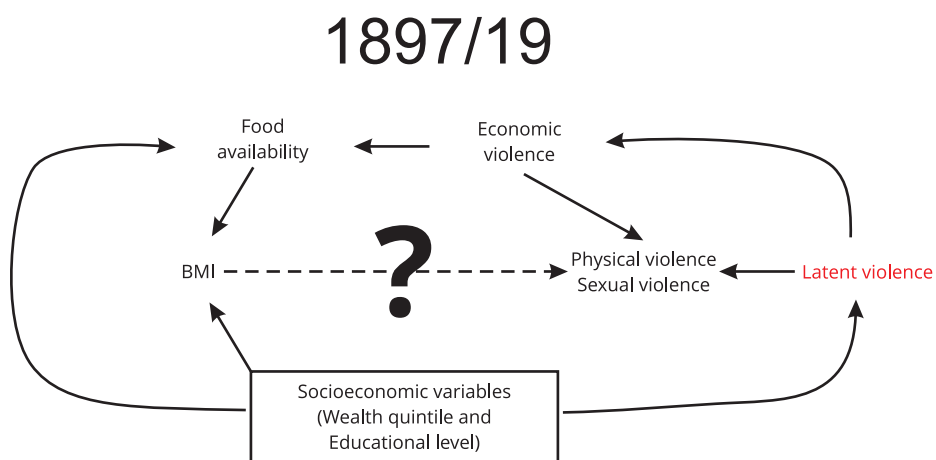 1897/19
Food
availability
Economic
violence
BMI
?
Physical violence
Sexual violence
Latent violence
Socioeconomic variables
(Wealth quintile and
Educational level)